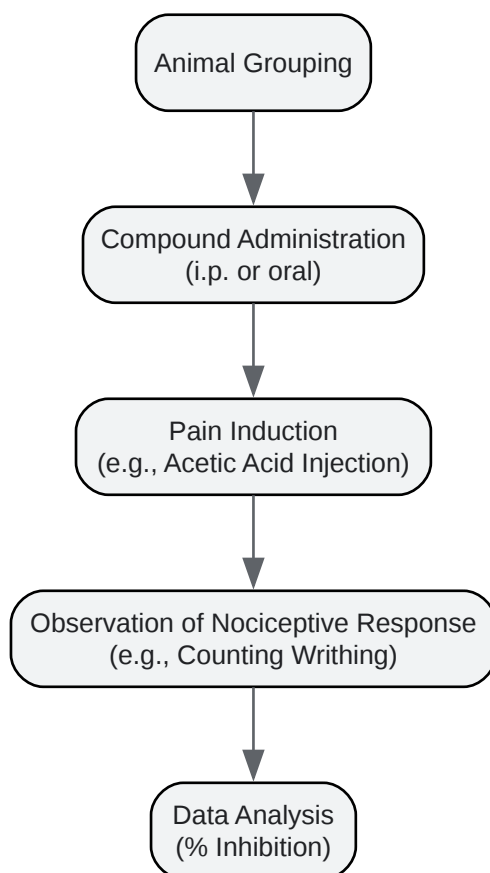 Animal Grouping
Compound Administration
(i.p. or oral)
Pain Induction
(e.g., Acetic Acid Injection)
Observation of Nociceptive Response
(e.g., Counting Writhing)
Data Analysis
(% Inhibition)